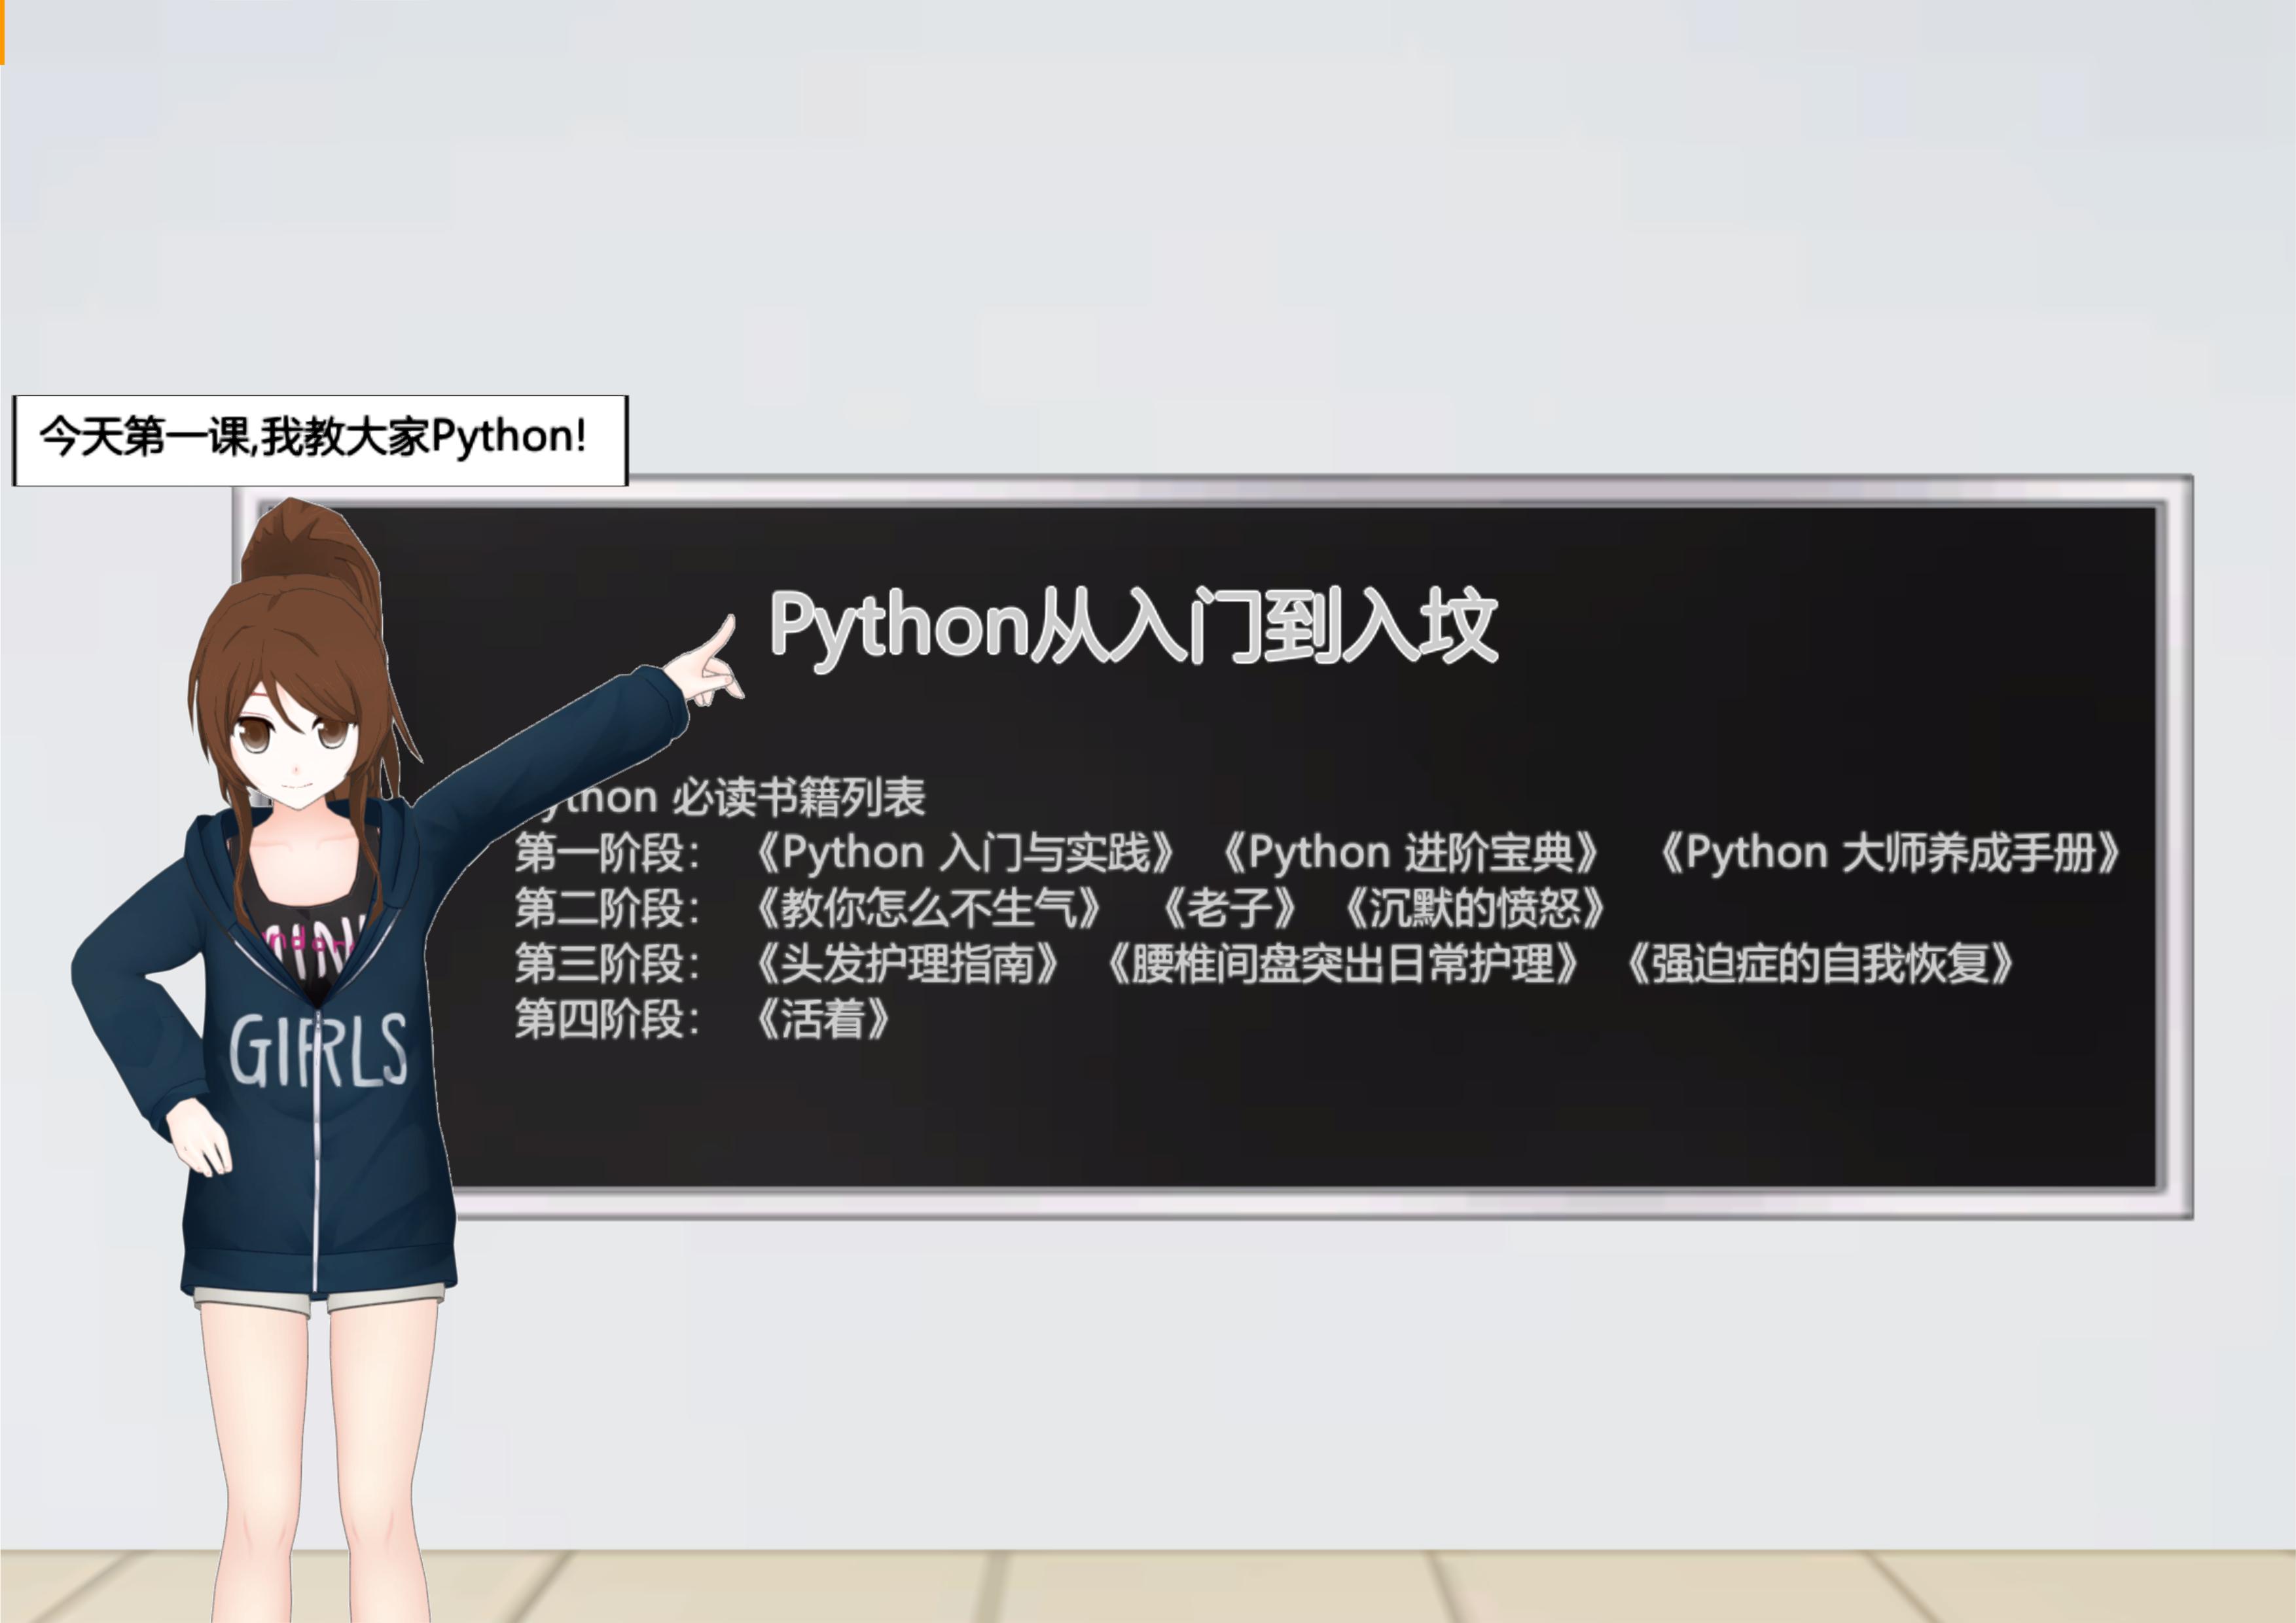 今天第一课,我教大家Python!
Python从入门到入坟
ython 必读书籍列表
第一阶段： 《Python 入门与实践》 《Python 进阶宝典》 《Python 大师养成手册》
第二阶段： 《教你怎么不生气》 《老子》 《沉默的愤怒》
第三阶段： 《头发护理指南》 《腰椎间盘突出日常护理》 《强迫症的自我恢复》
第四阶段： 《活着》
GIRLS